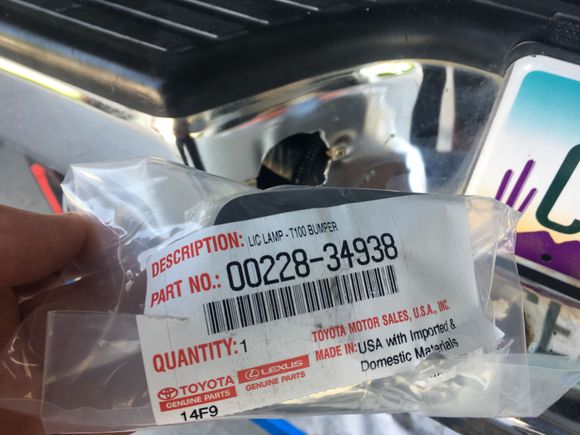 DESCRIPTION: LIC LAMP - T100 BUMPER
PART NO.: 00228-34938
TOYOTA MOTOR SALES, U.S.A., INC.
QUANTITY: 1
MADE IN: USA with Imported &
Domestic Materials
TOYOTA LEXUS
GENUINE PARTS GENUINE PARTS
14F9
C